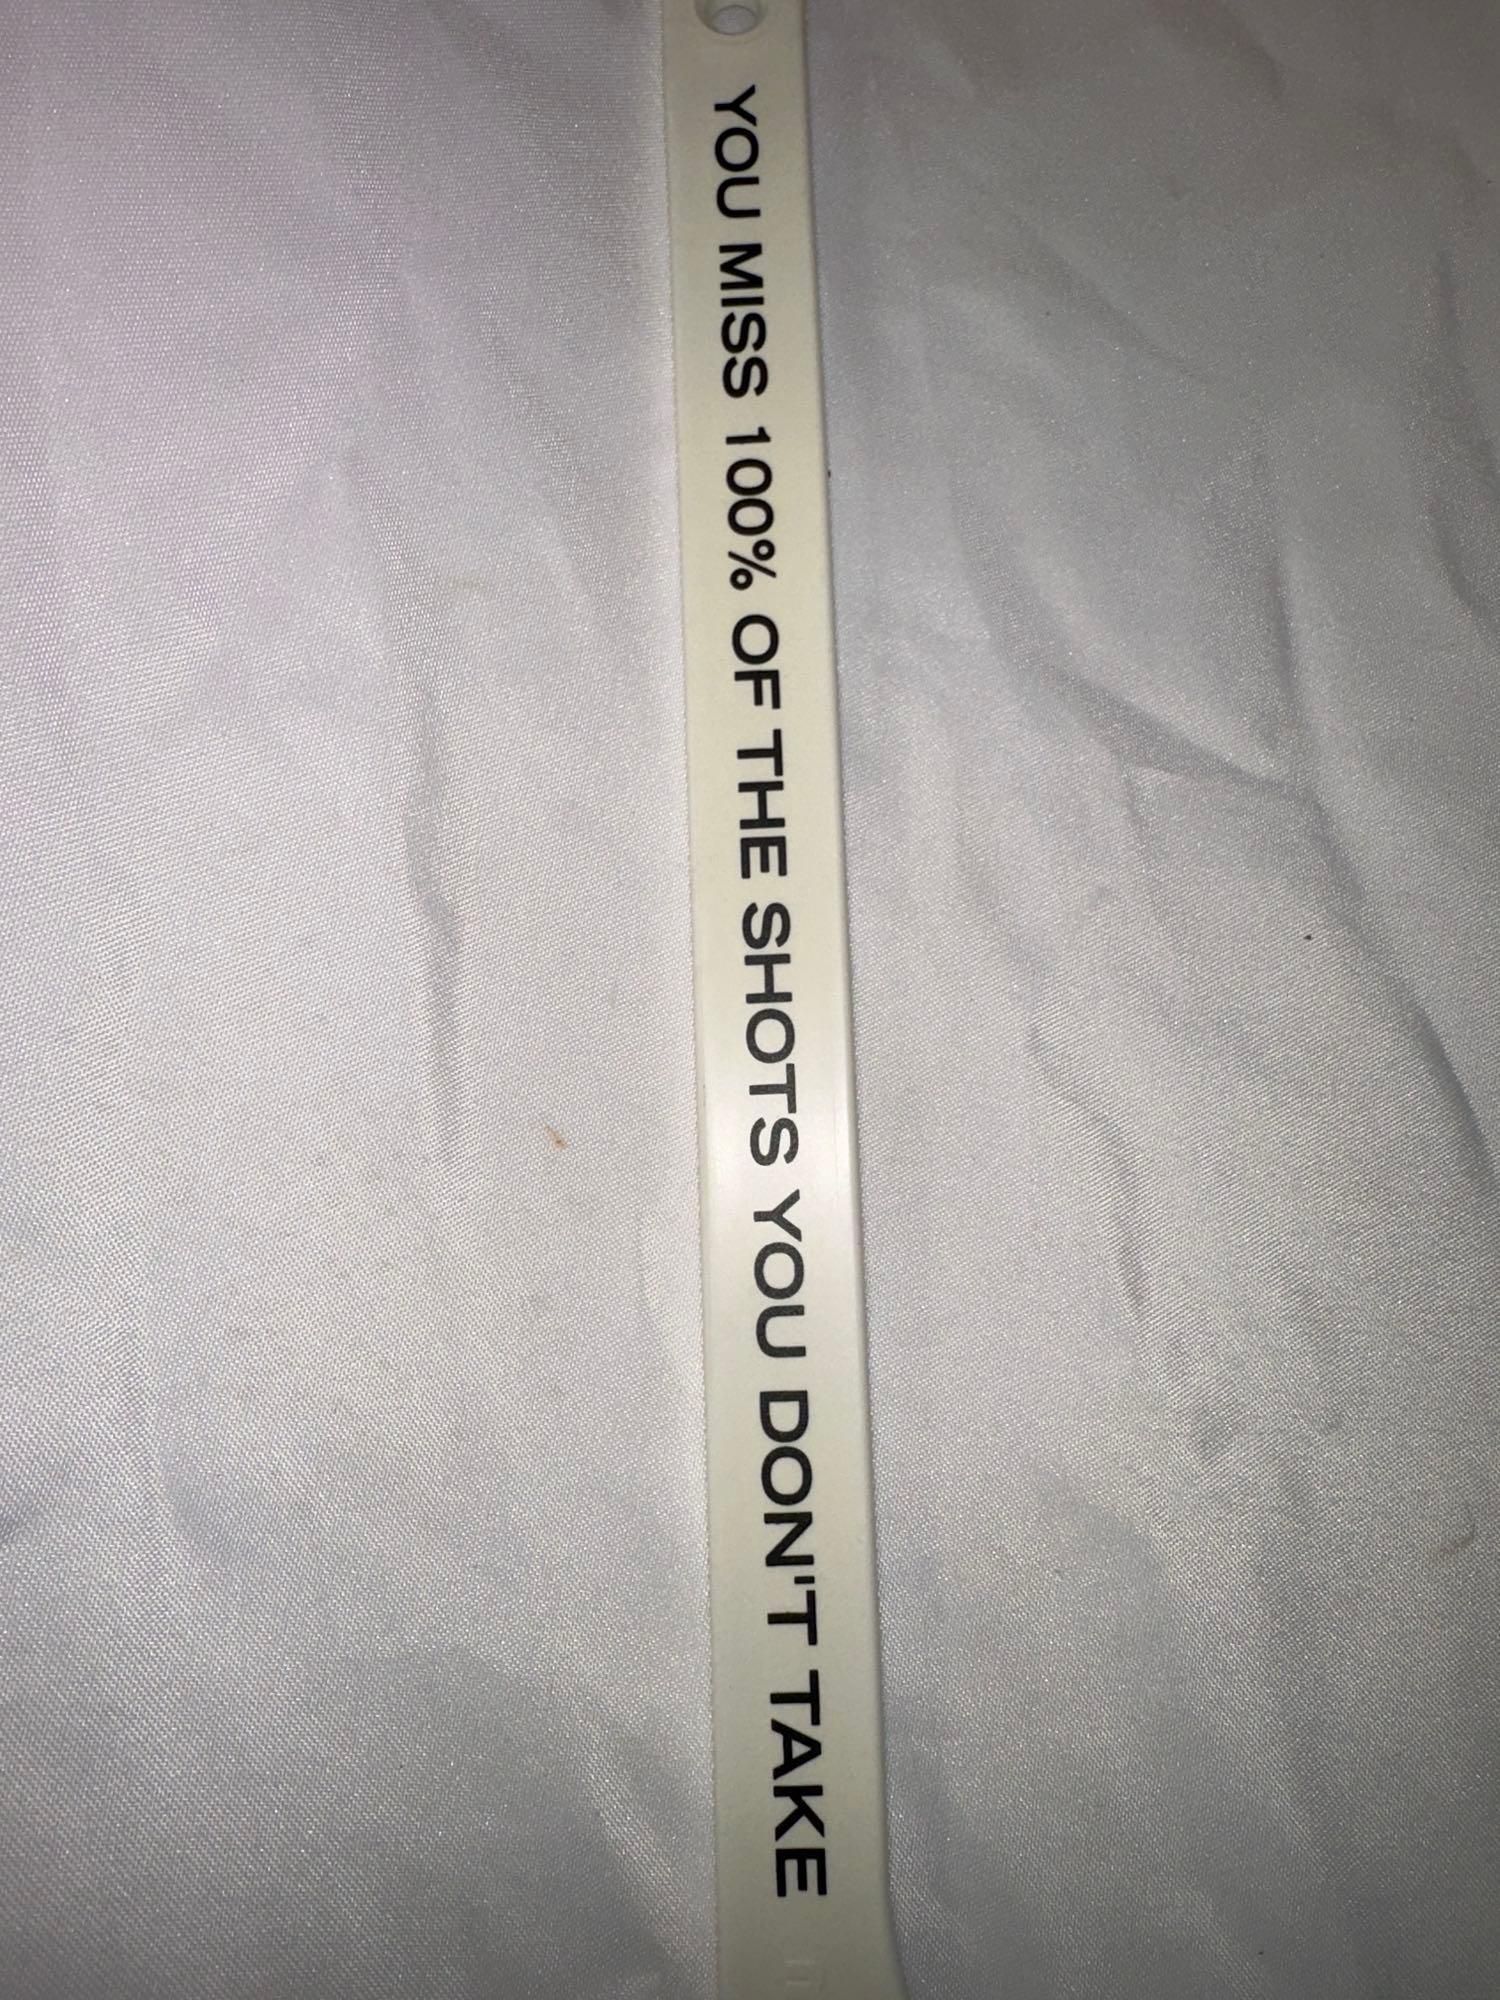 YOU MISS 100% OF THE SHOTS YOU DON'T TAKE